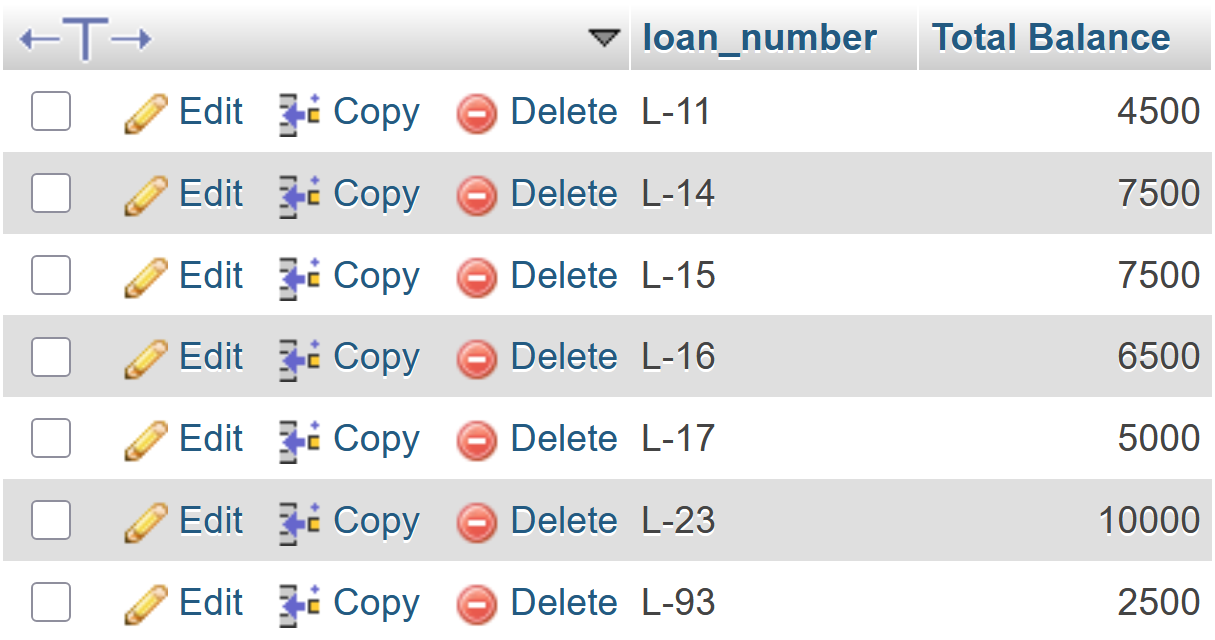 loan_number Total Balance
Edit Copy Delete L-11 4500
Edit Copy Delete L-14 7500
Edit Copy Delete L-15 7500
Edit Copy Delete L-16 6500
Edit Copy Delete L-17 5000
Edit Copy Delete L-23 10000
Edit Copy Delete L-93 2500